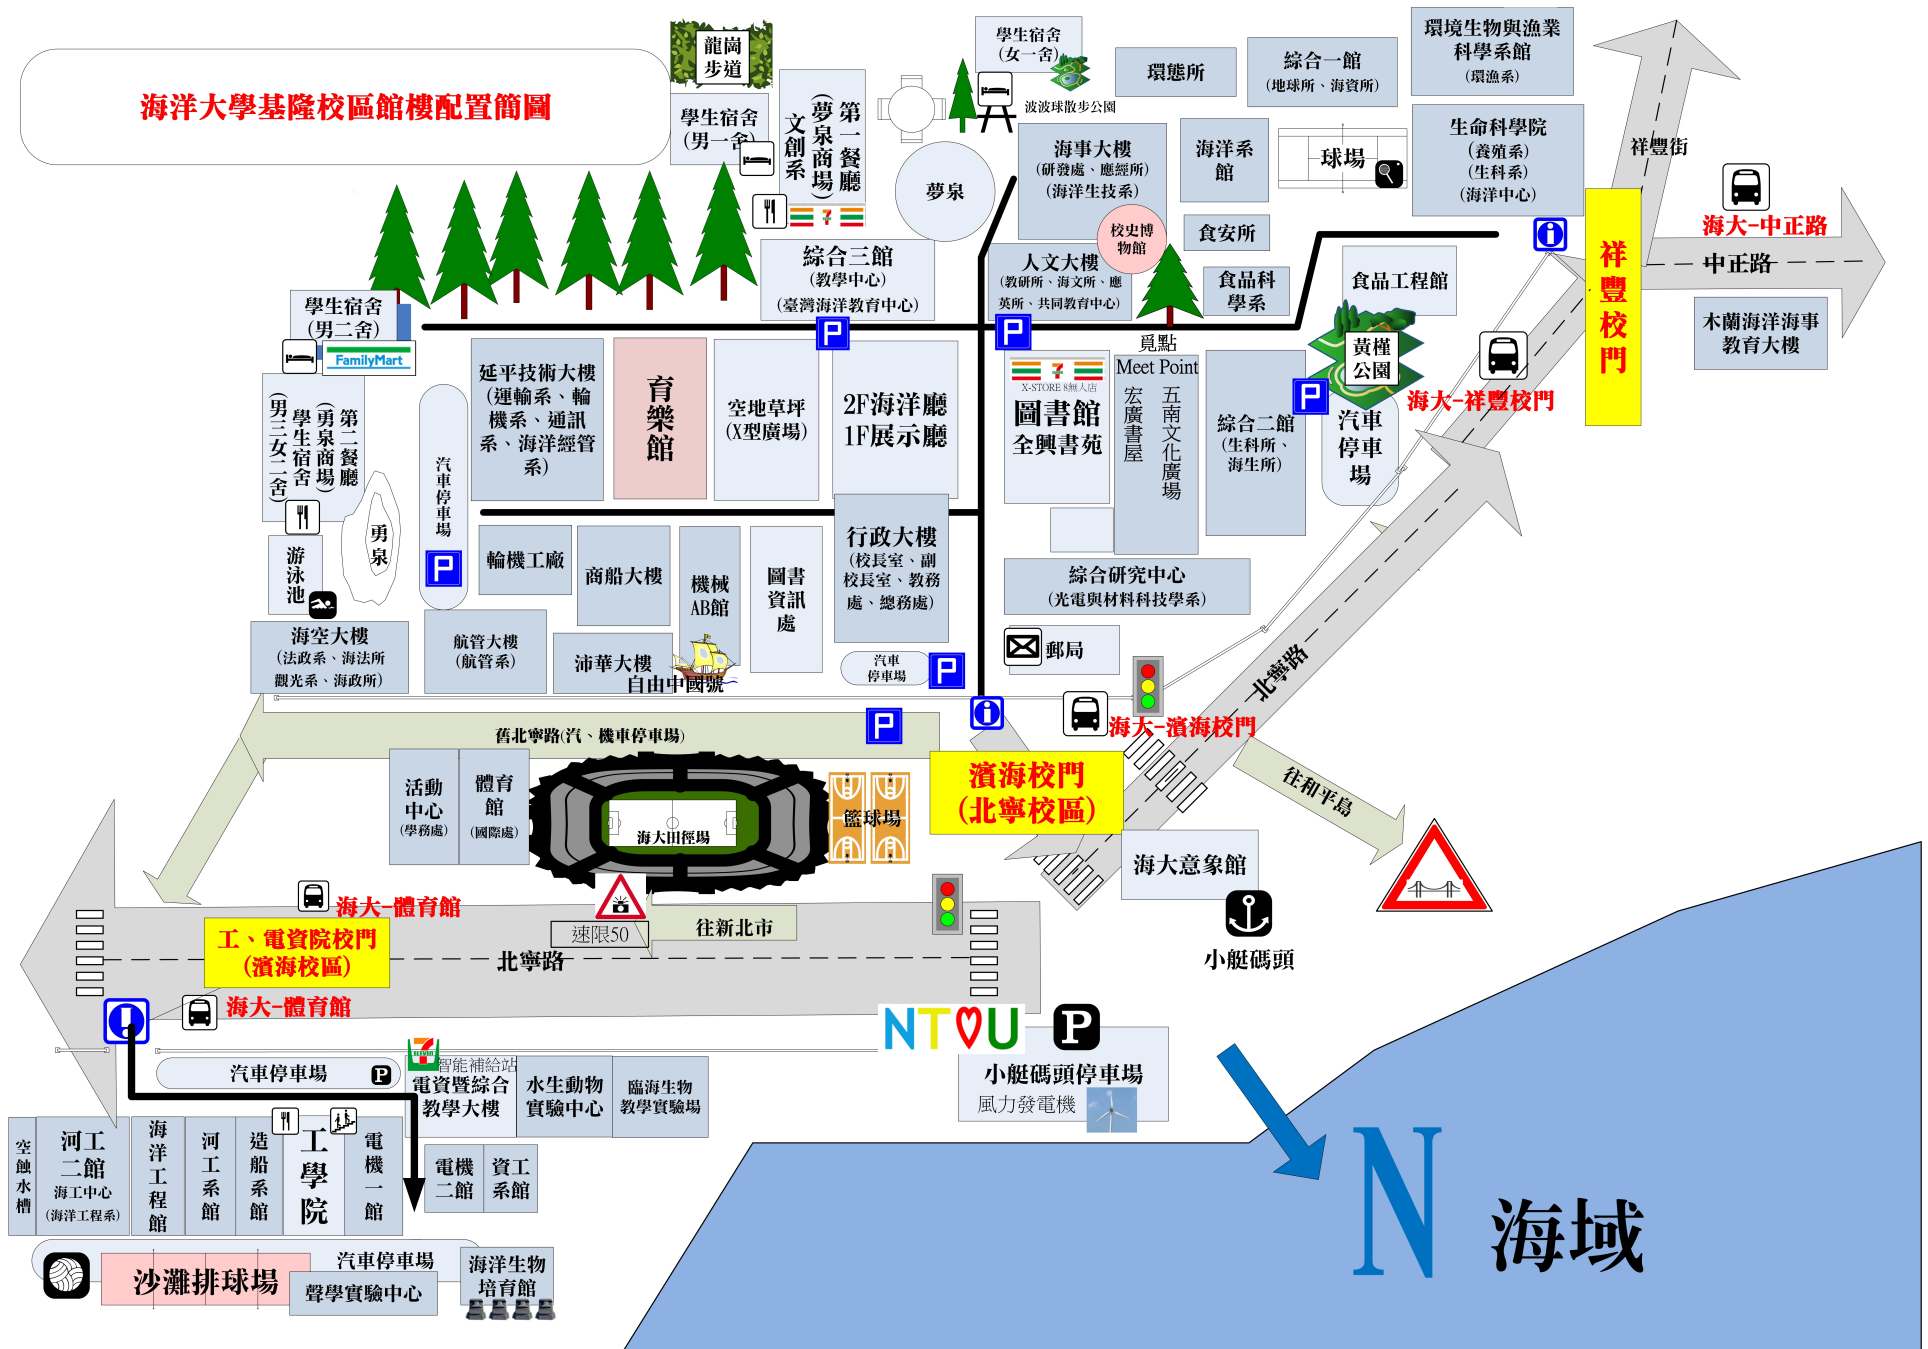 海洋大學基隆校區館樓配置簡圖
龍崗
步道
學生宿舍
(男一舍)
第一餐廳
(夢泉商場)
文創系
7
夢泉
學生宿舍
(女一舍)
波波球散步公園
環態所
綜合一館
(地球所、海資所)
環境生物與漁業
科學系館
(環漁系)
海事大樓
(研發處、應經所)
(海洋生技系)
海洋系
館
球場
生命科學院
(養殖系)
(生科系)
(海洋中心)
祥豐街
海大-中正路
中正路
祥豐校門
校史博
物館
食安所
人文大樓
(教研所、海文所、應
英所、共同教育中心)
食品科
學系
食品工程館
綜合三館
(教學中心)
(臺灣海洋教育中心)
木蘭海洋海事
教育大樓
學生宿舍
(男二舍)
FamilyMart
P
P
覓點
Meet Point
宏廣書屋
五南文化廣場
黃槿
公園
海大-祥豐校門
第二餐廳
(勇泉商場)
學生宿舍
(男三女二舍)
勇泉
汽車停車場
P
延平技術大樓
(運輸系、輪
機系、通訊
系、海洋經管
系)
育樂館
空地草坪
(X型廣場)
2F海洋廳
1F展示廳
7
X-STORE 8無人店
圖書館
全興書苑
綜合二館
(生科所、
海生所)
P
汽車
停車
場
游泳池
輪機工廠
商船大樓
機械
AB館
圖書
資訊
處
行政大樓
(校長室、副
校長室、教務
處、總務處)
綜合研究中心
(光電與材料科技學系)
海空大樓
(法政系、海法所
觀光系、海政所)
航管大樓
(航管系)
沛華大樓
自由中國號
汽車
停車場
P
郵局
北寧路
舊北寧路(汽、機車停車場)
P
海大-濱海校門
濱海校門
(北寧校區)
往和平島
活動
中心
(學務處)
體育
館
(國際處)
海大田徑場
籃球場
海大意象館
小艇碼頭
海大-體育館
工、電資院校門
(濱海校區)
海大-體育館
速限50
往新北市
北寧路
NTOU
P
小艇碼頭停車場
風力發電機
汽車停車場
P
7
ELEVEN
智能補給站
電資暨綜合
教學大樓
水生動物
實驗中心
臨海生物
教學實驗場
空蝕水槽
河工
二館
海工中心
(海洋工程系)
海洋工程館
河工系館
造船系館
工學院
電機一館
電機
二館
資工
系館
沙灘排球場
汽車停車場
聲學實驗中心
海洋生物
培育館
N
海域